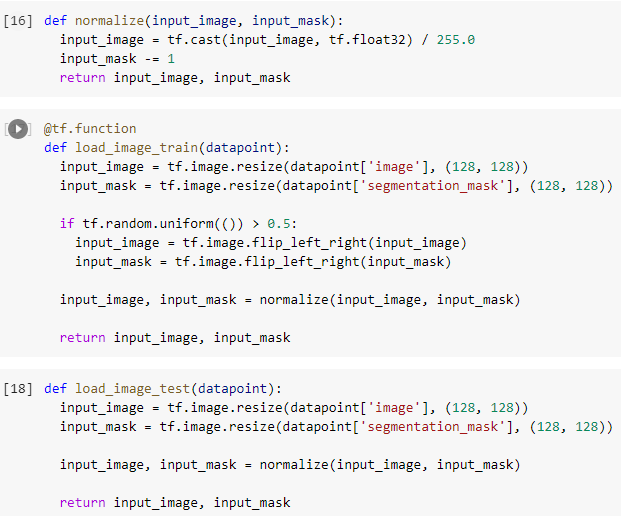 [16] def normalize(input_image, input_mask):
  input_image = tf.cast(input_image, tf.float32) / 255.0
  input_mask -= 1
  return input_image, input_mask
@tf.function
def load_image_train(datapoint):
  input_image = tf.image.resize(datapoint['image'], (128, 128))
  input_mask = tf.image.resize(datapoint['segmentation_mask'], (128, 128))
  if tf.random.uniform(()) > 0.5:
    input_image = tf.image.flip_left_right(input_image)
    input_mask = tf.image.flip_left_right(input_mask)
  input_image, input_mask = normalize(input_image, input_mask)
  return input_image, input_mask
[18] def load_image_test(datapoint):
  input_image = tf.image.resize(datapoint['image'], (128, 128))
  input_mask = tf.image.resize(datapoint['segmentation_mask'], (128, 128))
  input_image, input_mask = normalize(input_image, input_mask)
  return input_image, input_mask